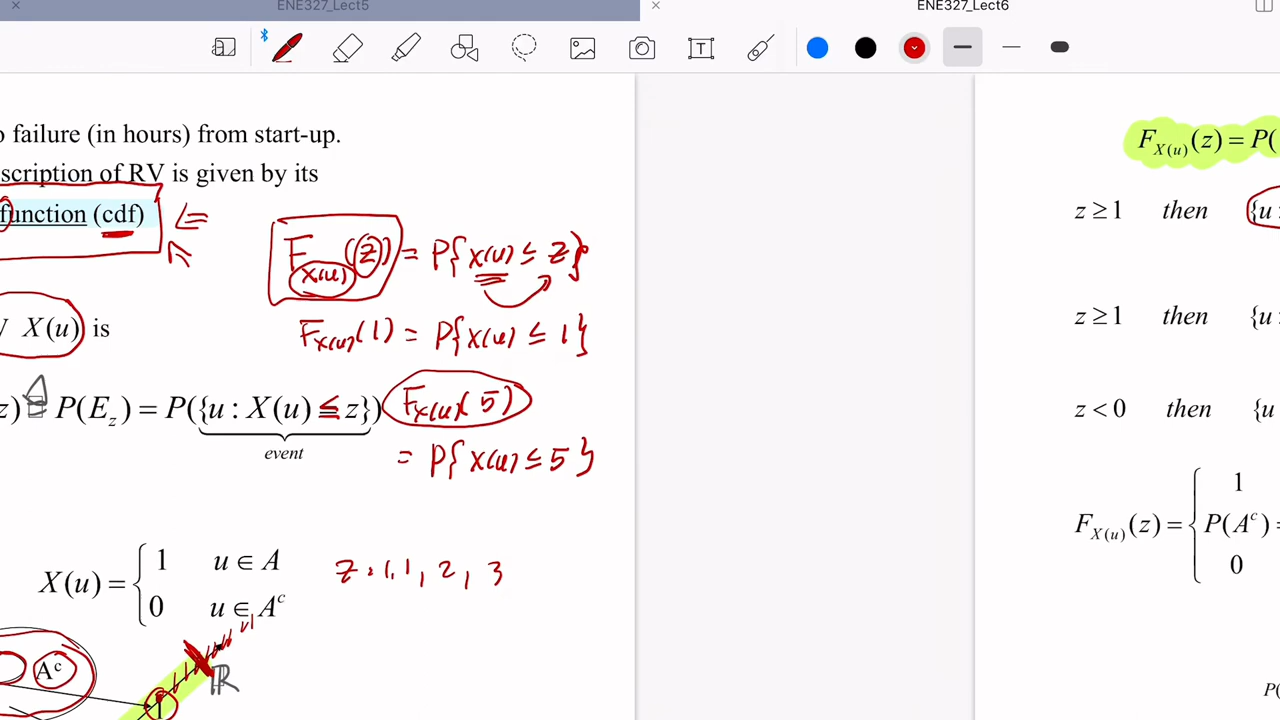 ENE327_Lect5
ENE327_Lect6
T
o failure (in hours) from start-up.
scription of RV is given by its
function (cdf)
F_{X(u)}(z) = P{X(u) ≤ z}
F_{X(u)}(1) = P{X(u) ≤ 1}
X(u) is
z) ≜ P(E_z) = P({u : X(u) ≤ z})
event
F_{X(u)}(5)
= P{X(u) ≤ 5}
X(u) = { 1 u ∈ A
0 u ∈ A^c
z = 1.1, 2, 3
A^c
ℝ
1
F_{X(u)}(z) = P(
z ≥ 1 then {u :
z ≥ 1 then {u :
z < 0 then {u
F_{X(u)}(z) = { 1
P(A^c) =
0
P(